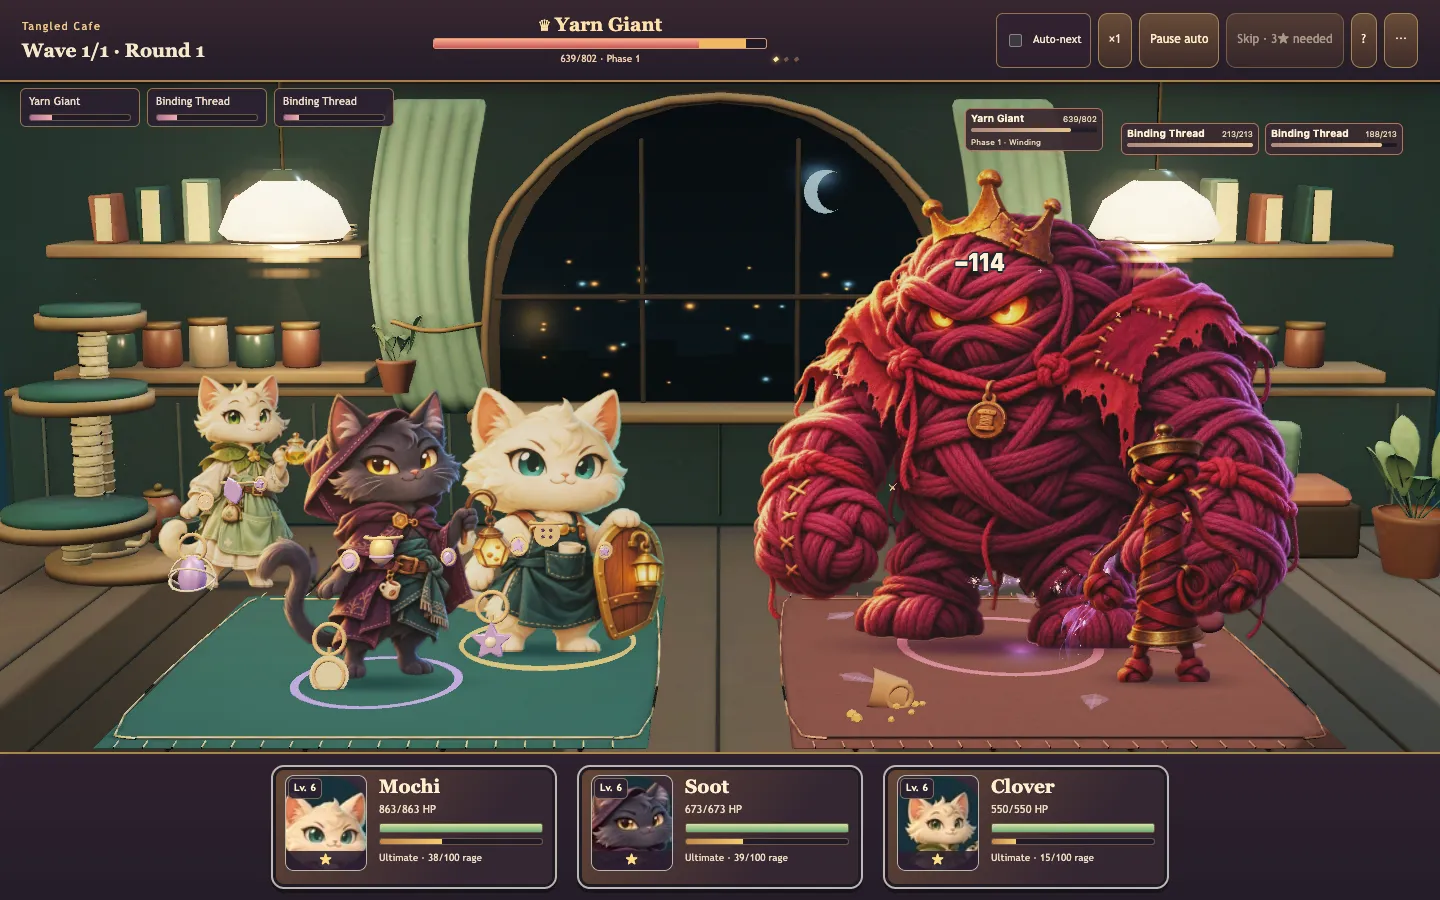 Tangled Cafe
Wave 1/1 · Round 1
♛ Yarn Giant
639/802 · Phase 1
Auto-next
×1
Pause auto
Skip · 3★ needed
?
...
Yarn Giant
Binding Thread
Binding Thread
Yarn Giant 639/802
Phase 1 · Winding
Binding Thread 213/213
Binding Thread 188/213
-114
Lv. 6
Mochi
863/863 HP
Ultimate · 38/100 rage
Lv. 6
Soot
673/673 HP
Ultimate · 39/100 rage
Lv. 6
Clover
550/550 HP
Ultimate · 15/100 rage